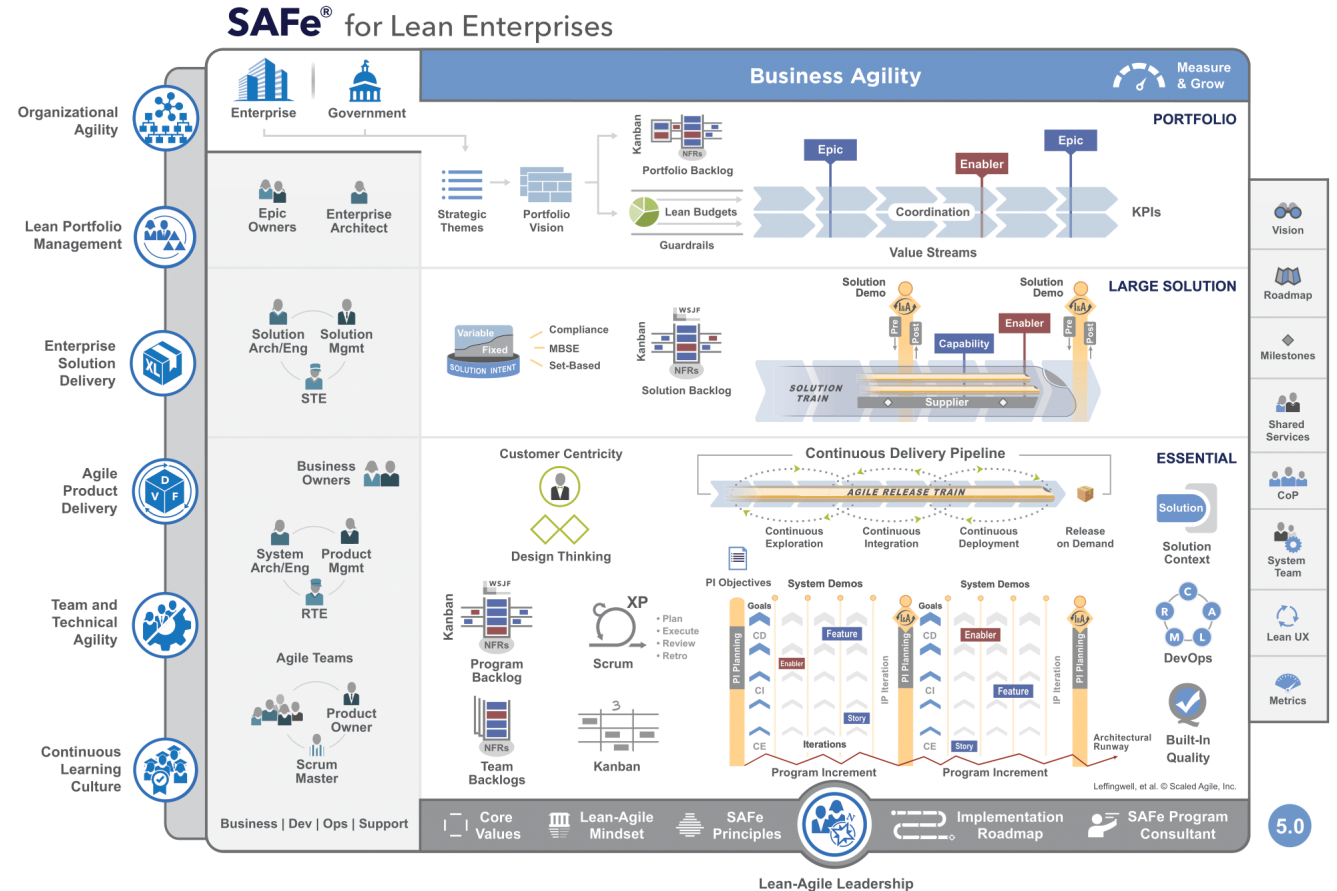 SAFe® for Lean Enterprises
Organizational
Agility
Lean Portfolio
Management
Enterprise
Solution
Delivery
XL
Agile
Product
Delivery
D
V F
Team and
Technical
Agility
Continuous
Learning
Culture
Enterprise
Government
Business Agility
Measure
& Grow
PORTFOLIO
Epic
Owners
Enterprise
Architect
Strategic
Themes
Portfolio
Vision
Kanban
NFRs
Portfolio Backlog
Lean Budgets
Guardrails
Epic
Enabler
Epic
Coordination
KPIs
Value Streams
LARGE SOLUTION
Solution
Arch/Eng
Solution
Mgmt
STE
Variable
Fixed
SOLUTION INTENT
Compliance
MBSE
Set-Based
WSJF
Kanban
NFRs
Solution Backlog
Solution
Demo
I&A
Pre
Post
Capability
Enabler
Solution
Demo
I&A
Pre
Post
SOLUTION
TRAIN
Supplier
ESSENTIAL
Business
Owners
System
Arch/Eng
Product
Mgmt
RTE
Agile Teams
Product
Owner
Scrum
Master
Business | Dev | Ops | Support
Customer Centricity
Design Thinking
WSJF
Kanban
NFRs
Program
Backlog
XP
Scrum
• Plan
• Execute
• Review
• Retro
NFRs
Team
Backlogs
3
Kanban
Continuous Delivery Pipeline
AGILE RELEASE TRAIN
Continuous
Exploration
Continuous
Integration
Continuous
Deployment
Release
on Demand
PI Objectives
System Demos
System Demos
PI Planning
Goals
CD
CI
CE
Enabler
Feature
Story
Iterations
IP Iteration
I&A
PI Planning
Goals
CD
CI
CE
Enabler
Feature
Story
IP Iteration
I&A
PI Planning
Program Increment
Program Increment
Architectural
Runway
Solution
Solution
Context
C
R A
M L
DevOps
Built-In
Quality
Leffingwell, et al. © Scaled Agile, Inc.
Vision
Roadmap
Milestones
Shared
Services
CoP
System
Team
Lean UX
Metrics
Core
Values
Lean-Agile
Mindset
SAFe
Principles
N
Implementation
Roadmap
SAFe Program
Consultant
Lean-Agile Leadership
5.0